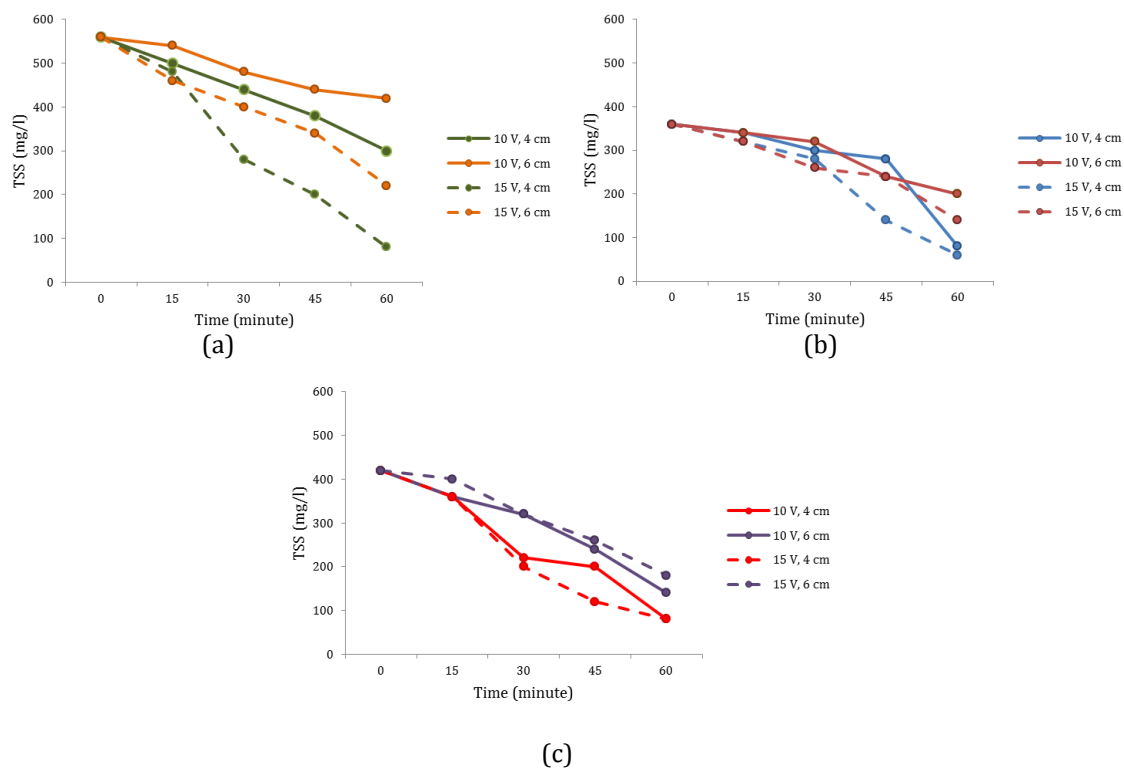 600
500
400
300
200
100
0
TSS (mg/l)
0 15 30 45 60
Time (minute)
10 V, 4 cm
10 V, 6 cm
15 V, 4 cm
15 V, 6 cm
(a)
600
500
400
300
200
100
0
TSS (mg/l)
0 15 30 45 60
Time (minute)
10 V, 4 cm
10 V, 6 cm
15 V, 4 cm
15 V, 6 cm
(b)
600
500
400
300
200
100
0
TSS (mg/l)
0 15 30 45 60
Time (minute)
10 V, 4 cm
10 V, 6 cm
15 V, 4 cm
15 V, 6 cm
(c)